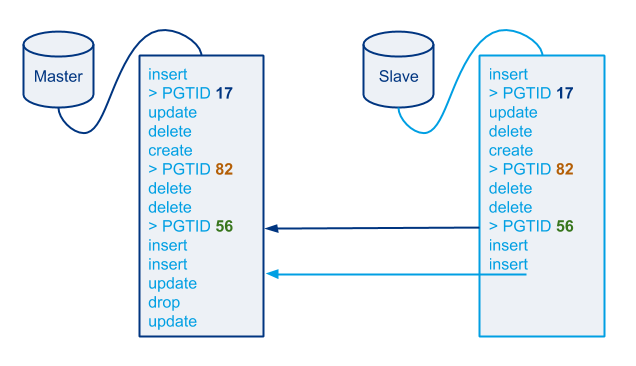 Master
insert
> PGTID 17
update
delete
create
> PGTID 82
delete
delete
> PGTID 56
insert
insert
update
drop
update
Slave
insert
> PGTID 17
update
delete
create
> PGTID 82
delete
delete
> PGTID 56
insert
insert